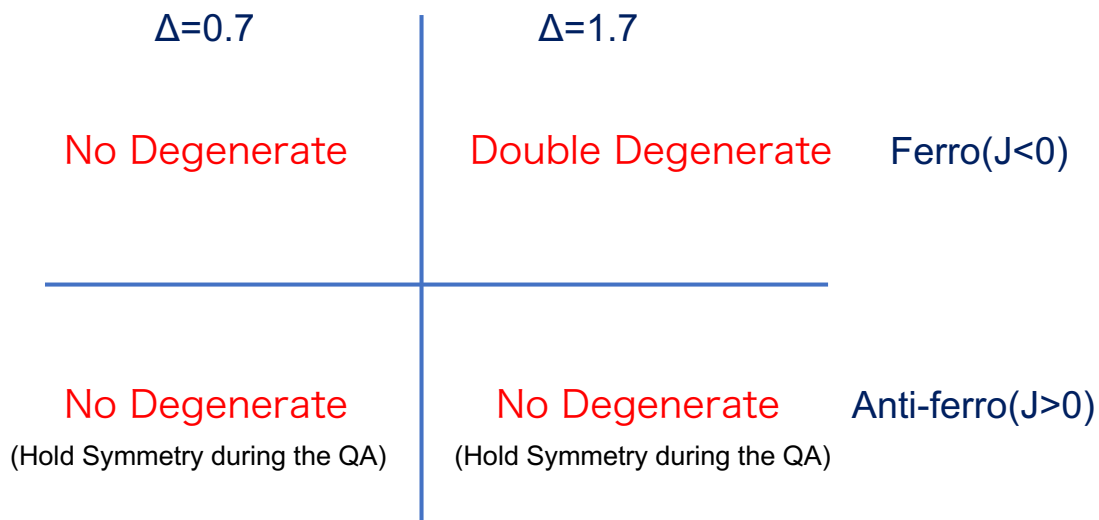 Δ=0.7 Δ=1.7
No Degenerate Double Degenerate Ferro(J<0)
No Degenerate No Degenerate Anti-ferro(J>0)
(Hold Symmetry during the QA) (Hold Symmetry during the QA)